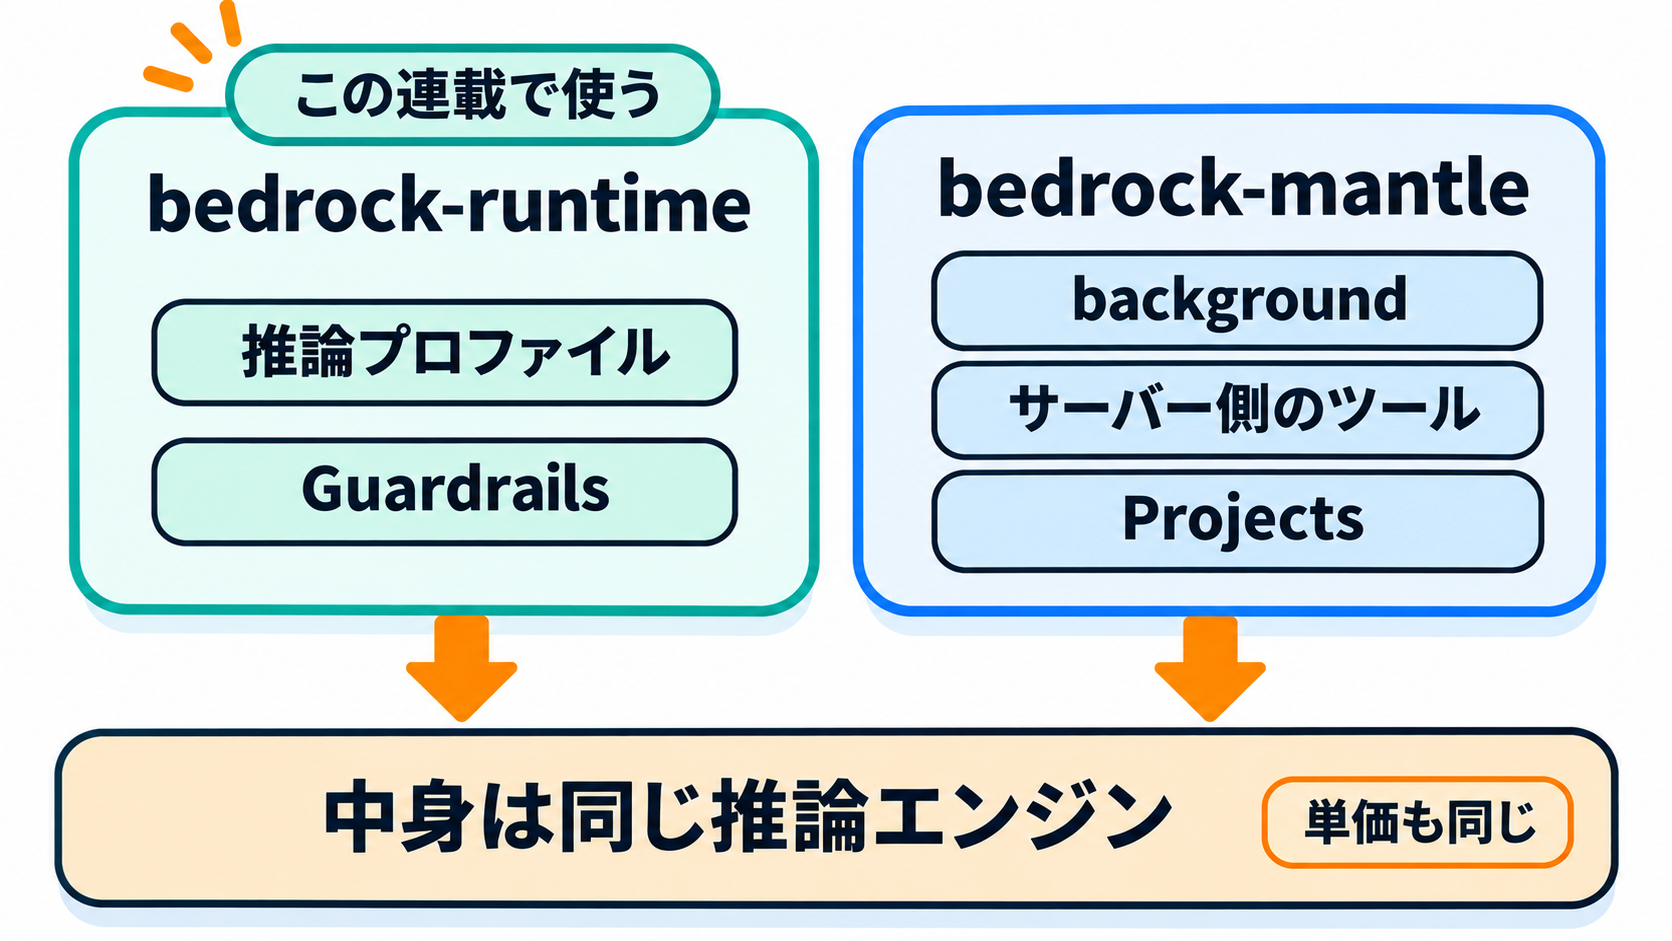 この連載で使う
bedrock-runtime
推論プロファイル
Guardrails
bedrock-mantle
background
サーバー側のツール
Projects
中身は同じ推論エンジン
単価も同じ